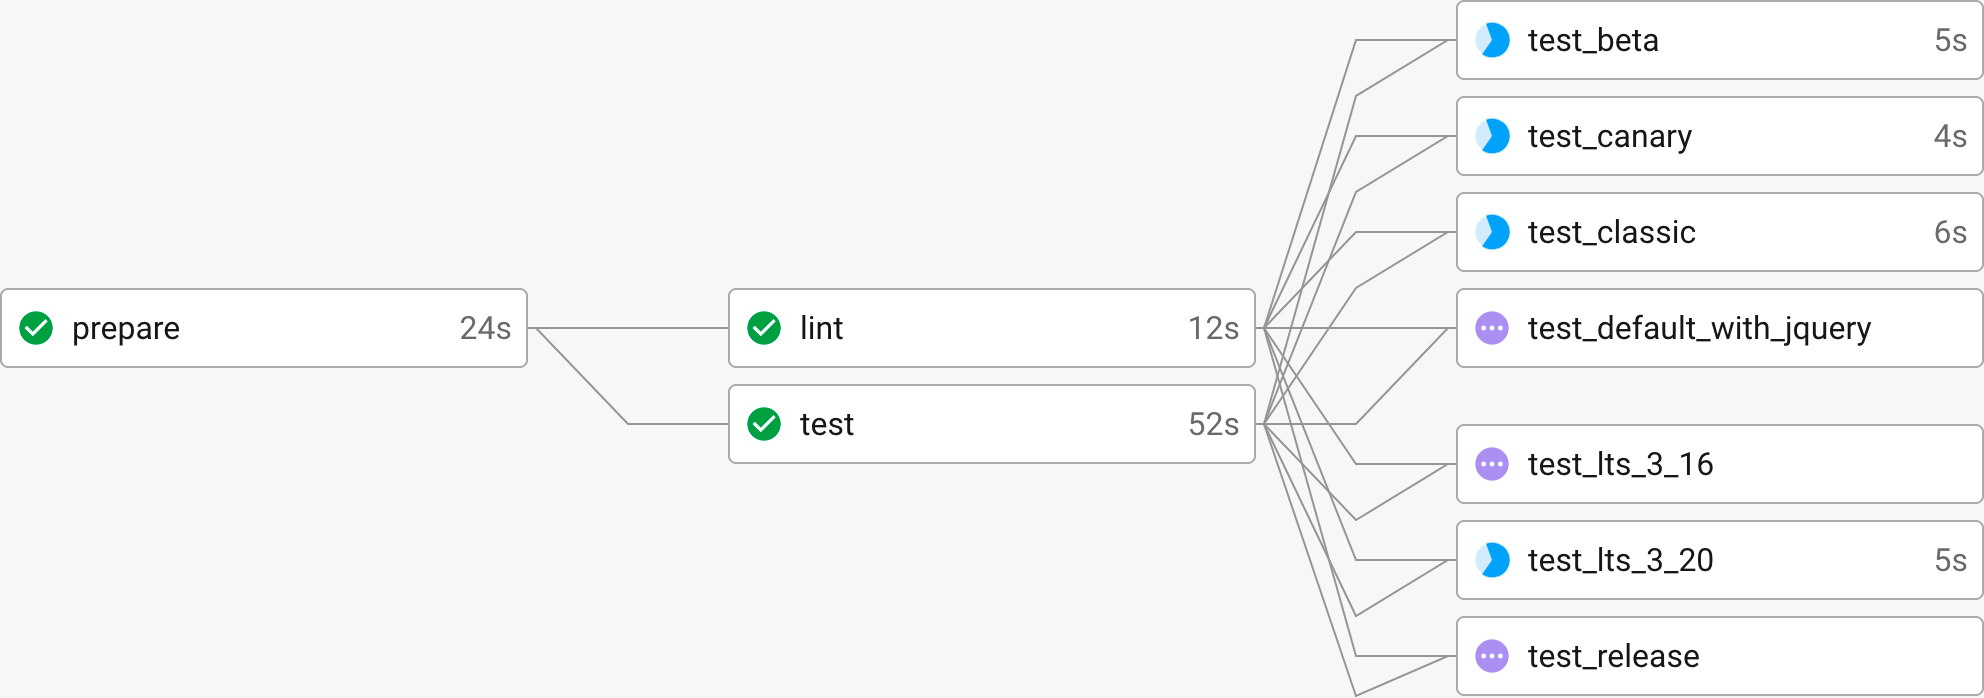 prepare 24s
lint 12s
test 52s
test_beta 5s
test_canary 4s
test_classic 6s
test_default_with_jquery
test_lts_3_16
test_lts_3_20 5s
test_release